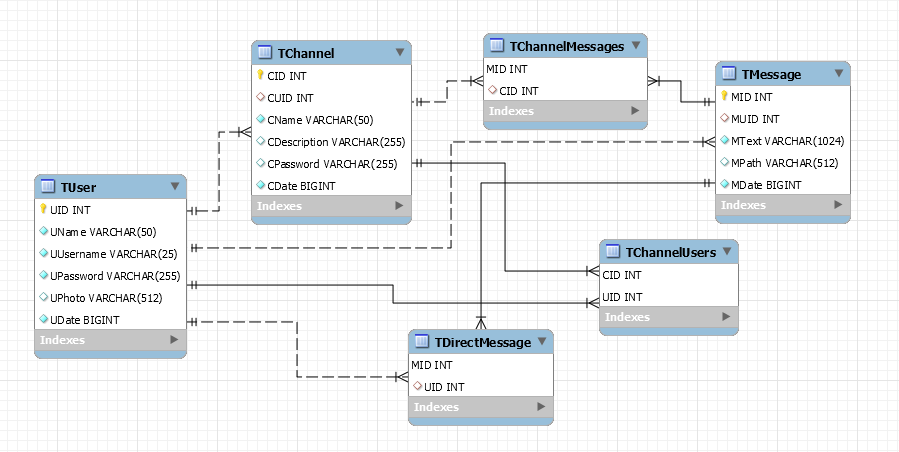 TChannel
CID INT
CUID INT
CName VARCHAR(50)
CDescription VARCHAR(255)
CPassword VARCHAR(255)
CDate BIGINT
Indexes
TChannelMessages
MID INT
CID INT
Indexes
TMessage
MID INT
MUID INT
MText VARCHAR(1024)
MPath VARCHAR(512)
MDate BIGINT
Indexes
TUser
UID INT
UName VARCHAR(50)
UUsername VARCHAR(25)
UPassword VARCHAR(255)
UPhoto VARCHAR(512)
UDate BIGINT
Indexes
TChannelUsers
CID INT
UID INT
Indexes
TDirectMessage
MID INT
UID INT
Indexes